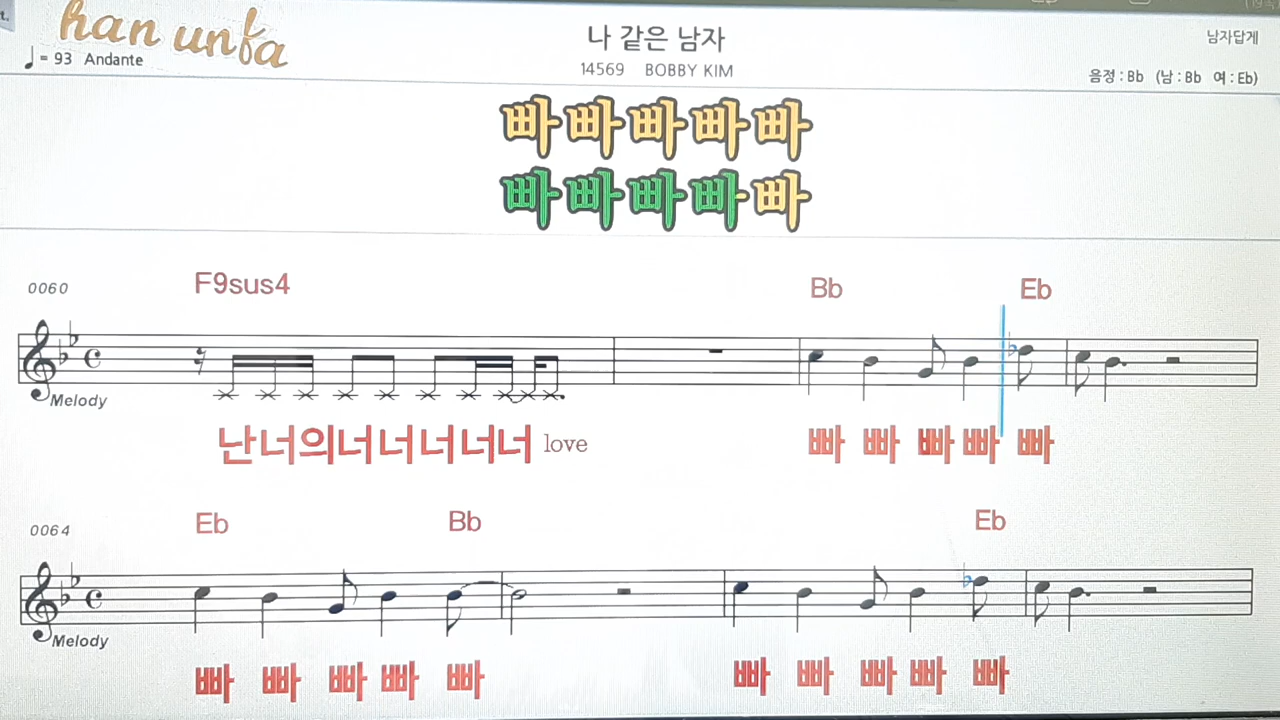 han unfa
♩ = 93 Andante
나 같은 남자
14569 BOBBY KIM
남자답게
음정 : Bb (남 : Bb 여 : Eb)
빠빠빠빠빠
빠빠빠빠빠
0060 F9sus4 Bb Eb
Melody
난너의너너너너너 love 빠 빠 빠 빠 빠
0064 Eb Bb Eb
Melody
빠 빠 빠 빠 빠 빠 빠 빠 빠 빠